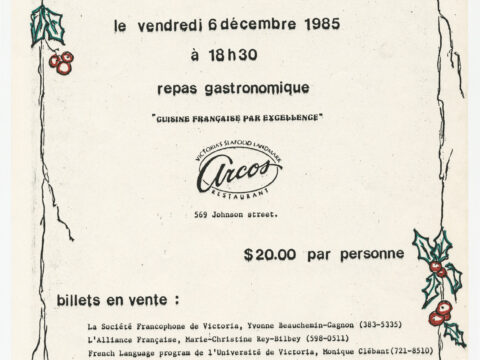 le vendredi 6 décembre 1985
à 18h30
repas gastronomique
"CUISINE FRANÇAISE PAR EXCELLENCE"
VICTORIA'S SEAFOOD LANDMARK
Arcos
RESTAURANT
569 Johnson street.
$20.00 par personne
billets en vente :
La Société Francophone de Victoria, Yvonne Beauchemin-Gagnon (383-5335)
L'Alliance Française, Marie-Christine Rey-Bilbey (598-0511)
French Language program de l'Université de Victoria, Monique Clébant(721-8510)